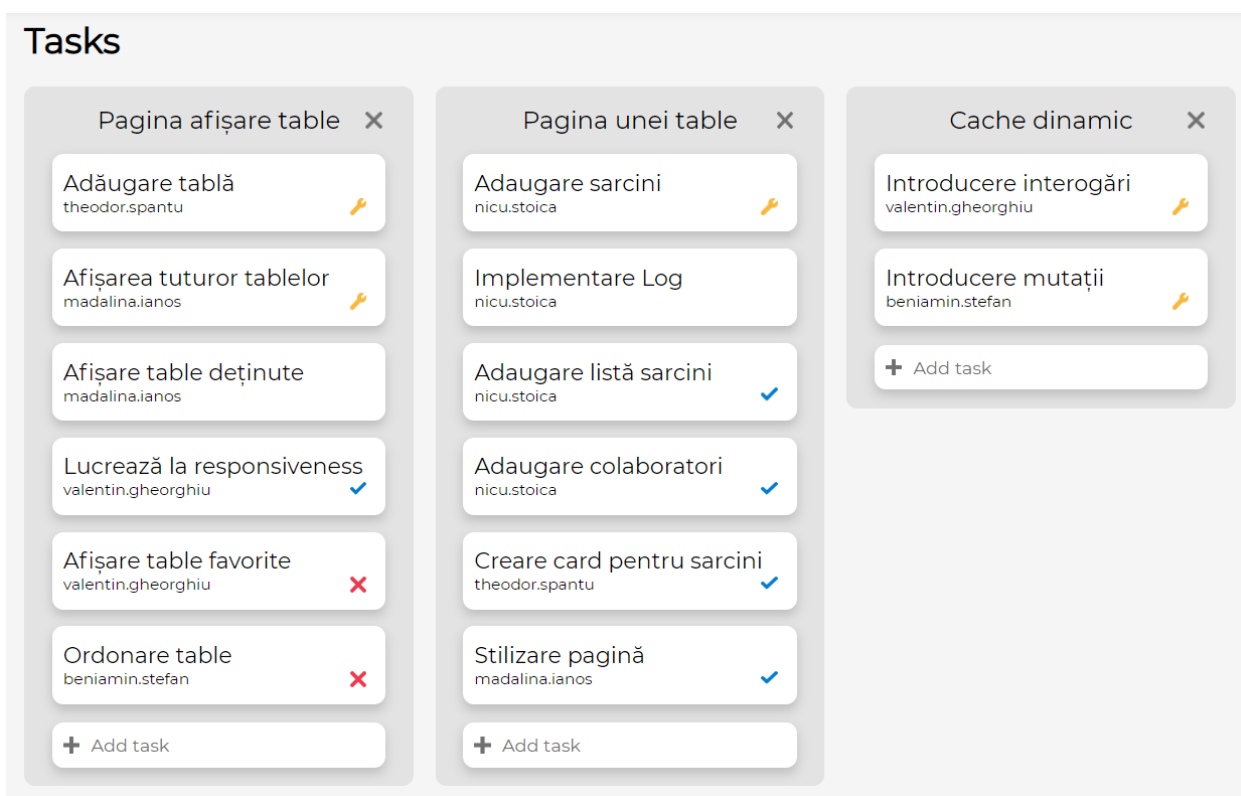 Tasks
Pagina afișare table
Adăugare tablă
theodor.spantu
Afișarea tuturor tablelor
madalina.ianos
Afișare table deținute
madalina.ianos
Lucrează la responsiveness
valentin.gheorghiu
Afișare table favorite
valentin.gheorghiu
Ordonare table
beniamin.stefan
Add task
Pagina unei table
Adaugare sarcini
nicu.stoica
Implementare Log
nicu.stoica
Adaugare listă sarcini
nicu.stoica
Adaugare colaboratori
nicu.stoica
Creare card pentru sarcini
theodor.spantu
Stilizare pagină
madalina.ianos
Add task
Cache dinamic
Introducere interogări
valentin.gheorghiu
Introducere mutații
beniamin.stefan
Add task